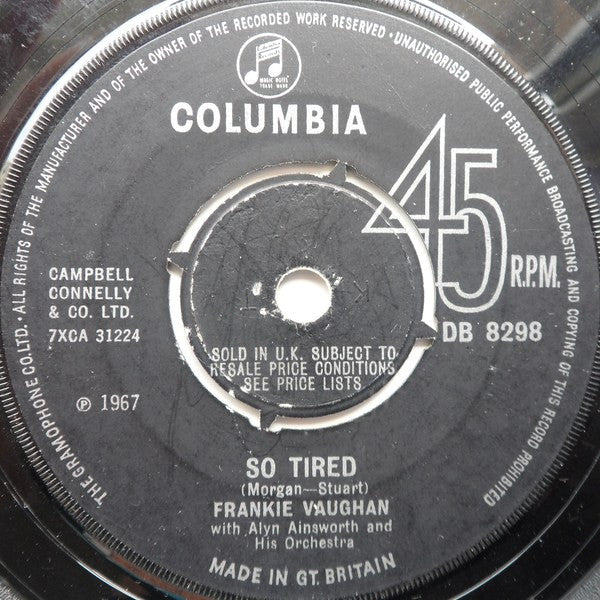 THE GRAMOPHONE CO. LTD. · ALL RIGHTS OF THE MANUFACTURER AND OF THE OWNER OF THE RECORDED WORK RESERVED · UNAUTHORISED PUBLIC PERFORMANCE BROADCASTING AND COPYING OF THIS RECORD PROHIBITED
MAGIC NOTES
TRADE MARK
COLUMBIA
45
R.P.M.
CAMPBELL
CONNELLY
& CO. LTD.
7XCA 31224
DB 8298
SOLD IN U.K. SUBJECT TO
RESALE PRICE CONDITIONS
SEE PRICE LISTS
℗ 1967
SO TIRED
(Morgan—Stuart)
FRANKIE VAUGHAN
with Alyn Ainsworth and
His Orchestra
MADE IN GT. BRITAIN